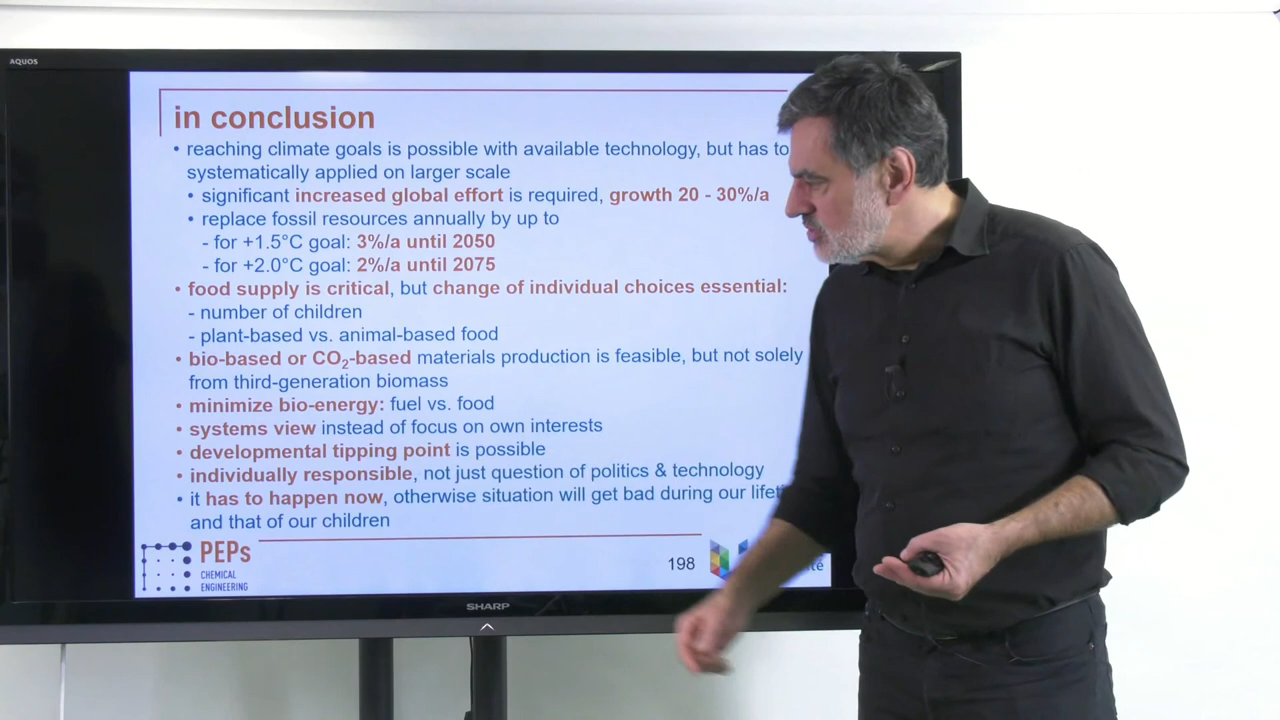 AQUOS
in conclusion
• reaching climate goals is possible with available technology, but has to
systematically applied on larger scale
• significant increased global effort is required, growth 20 - 30%/a
• replace fossil resources annually by up to
- for +1.5°C goal: 3%/a until 2050
- for +2.0°C goal: 2%/a until 2075
• food supply is critical, but change of individual choices essential:
- number of children
- plant-based vs. animal-based food
• bio-based or CO₂-based materials production is feasible, but not solely
from third-generation biomass
• minimize bio-energy: fuel vs. food
• systems view instead of focus on own interests
• developmental tipping point is possible
• individually responsible, not just question of politics & technology
• it has to happen now, otherwise situation will get bad during our
and that of our children
PEPs
CHEMICAL
ENGINEERING
198
SHARP